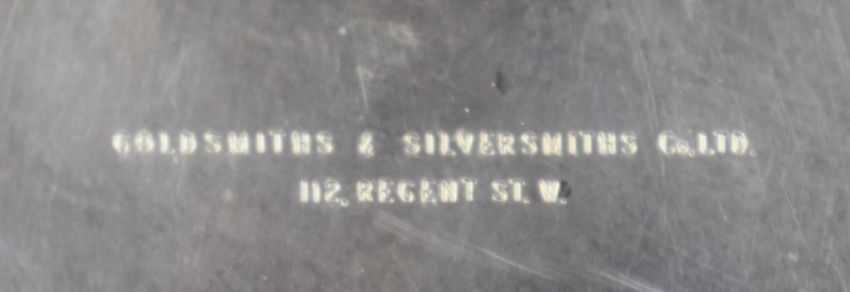 GOLDSMITHS & SILVERSMITHS Co. LTD.
112, REGENT ST. W.